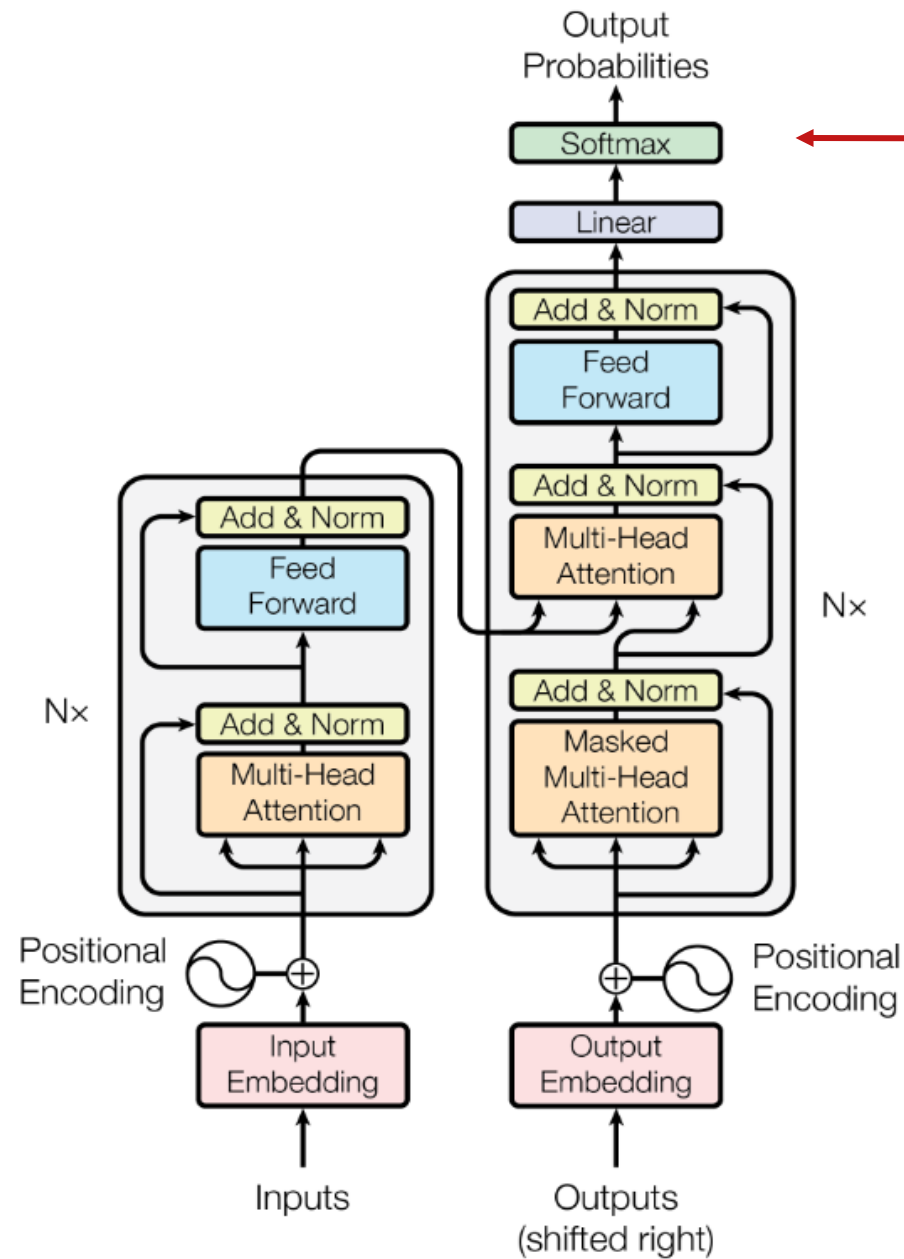 Output
Probabilities
Softmax
Linear
Add & Norm
Feed
Forward
Add & Norm
Multi-Head
Attention
Nx
Add & Norm
Masked
Multi-Head
Attention
Positional
Encoding
Output
Embedding
Outputs
(shifted right)
Add & Norm
Feed
Forward
Nx
Add & Norm
Multi-Head
Attention
Positional
Encoding
Input
Embedding
Inputs